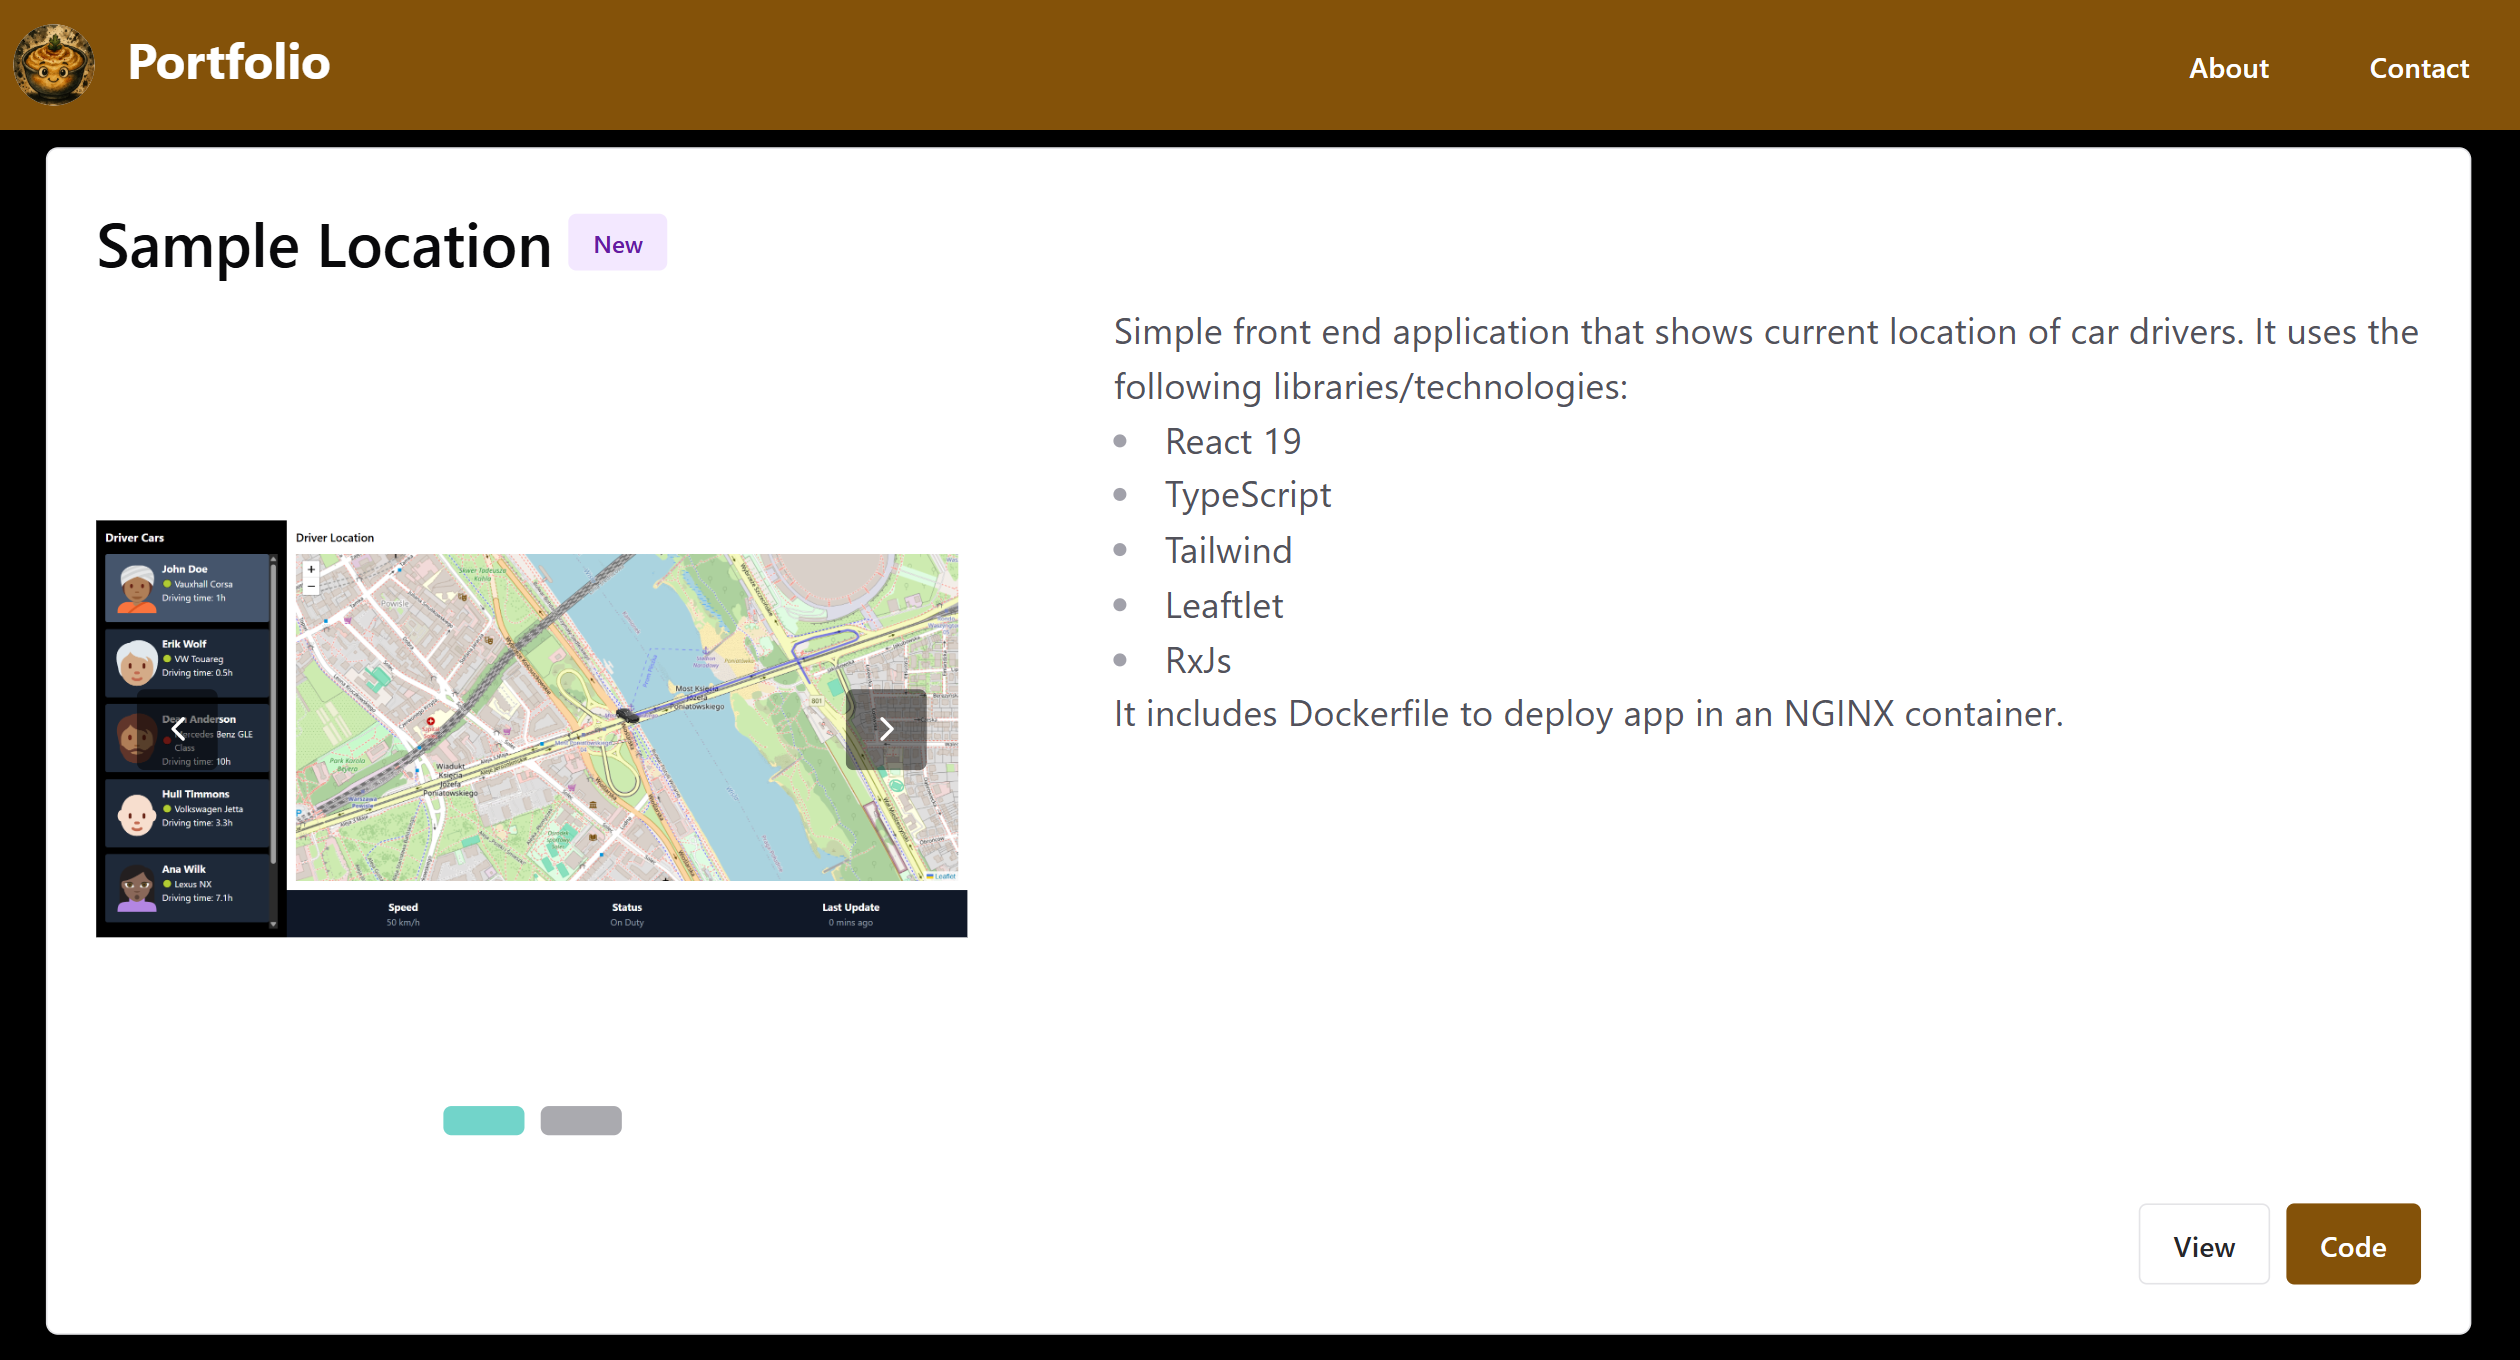 Portfolio
About
Contact
Sample Location
New
Simple front end application that shows current location of car drivers. It uses the
following libraries/technologies:
React 19
TypeScript
Tailwind
Leaftlet
RxJs
It includes Dockerfile to deploy app in an NGINX container.
Driver Cars
John Doe
Vauxhall Corsa
Driving time: 1h
Erik Wolf
VW Touareg
Driving time: 0.5h
Dean Anderson
Mercedes Benz GLE
Class
Driving time: 10h
Hull Timmons
Volkswagen Jetta
Driving time: 3.3h
Ana Wilk
Lexus NX
Driving time: 7.1h
Driver Location
+
−
Powiśle
Most Księcia
Józefa
Poniatowskiego
801
Wiadukt
Księcia
Józefa
Poniatowskiego
Park Karola
Beyera
Leaflet
Speed
50 km/h
Status
On Duty
Last Update
0 mins ago
View
Code